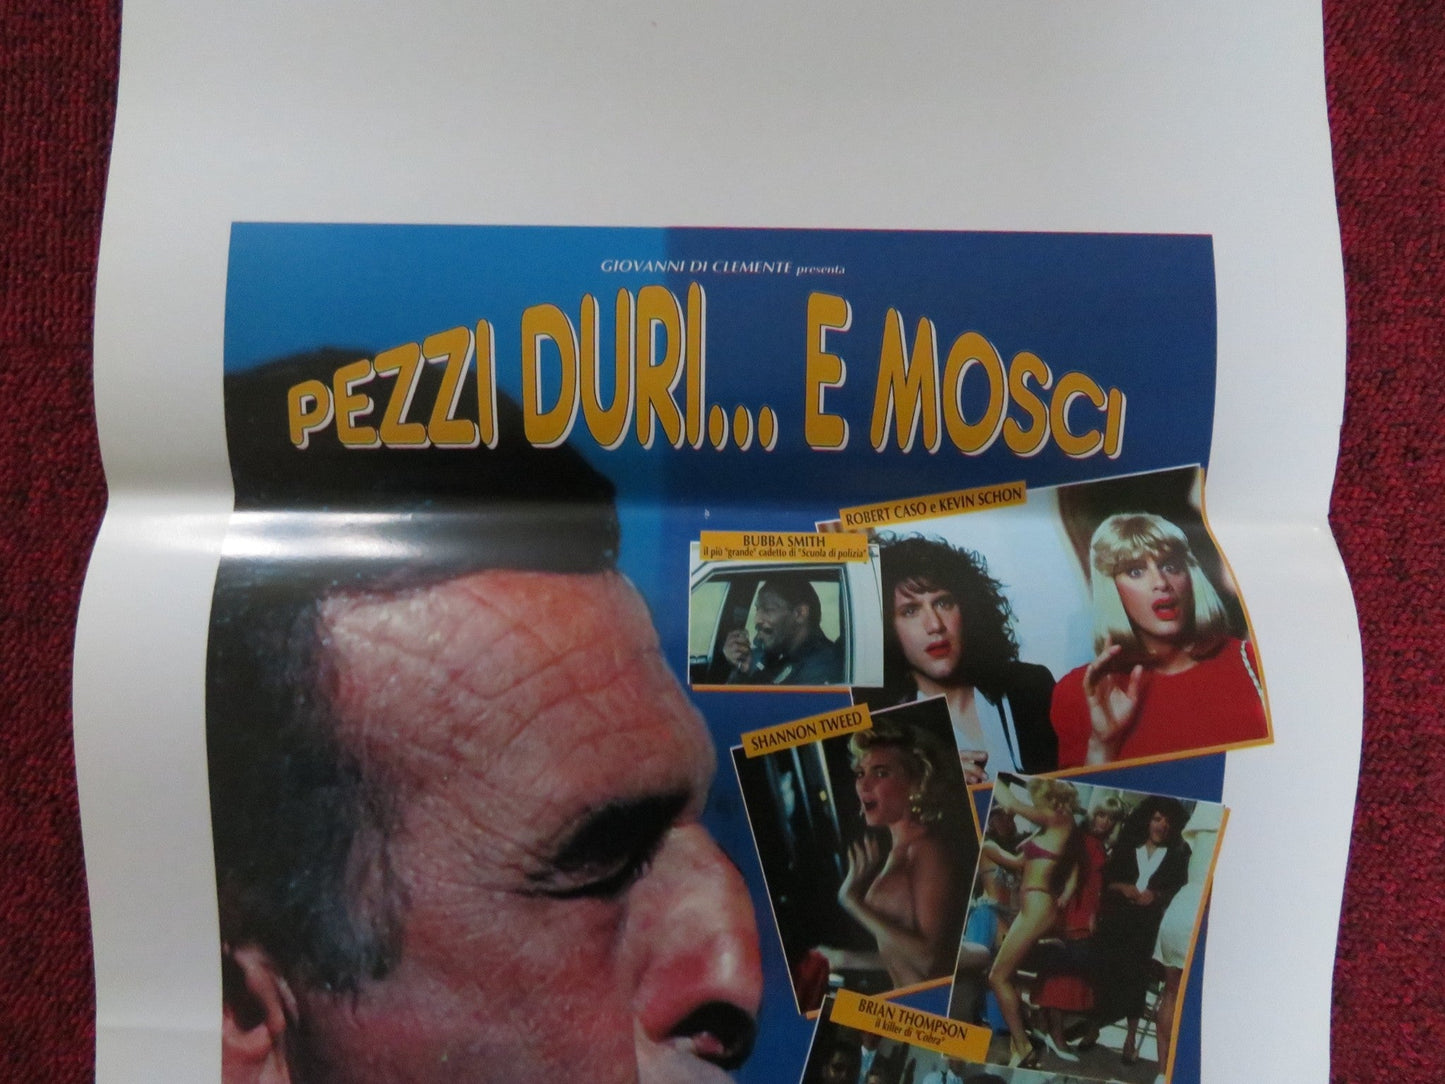 GIOVANNI DI CLEMENTE presenta
PEZZI DURI... E MOSCI
ROBERT CASO e KEVIN SCHON
BUBBA SMITH
il più "grande" cadetto di "Scuola di polizia"
SHANNON TWEED
BRIAN THOMPSON
il killer di "Cobra"